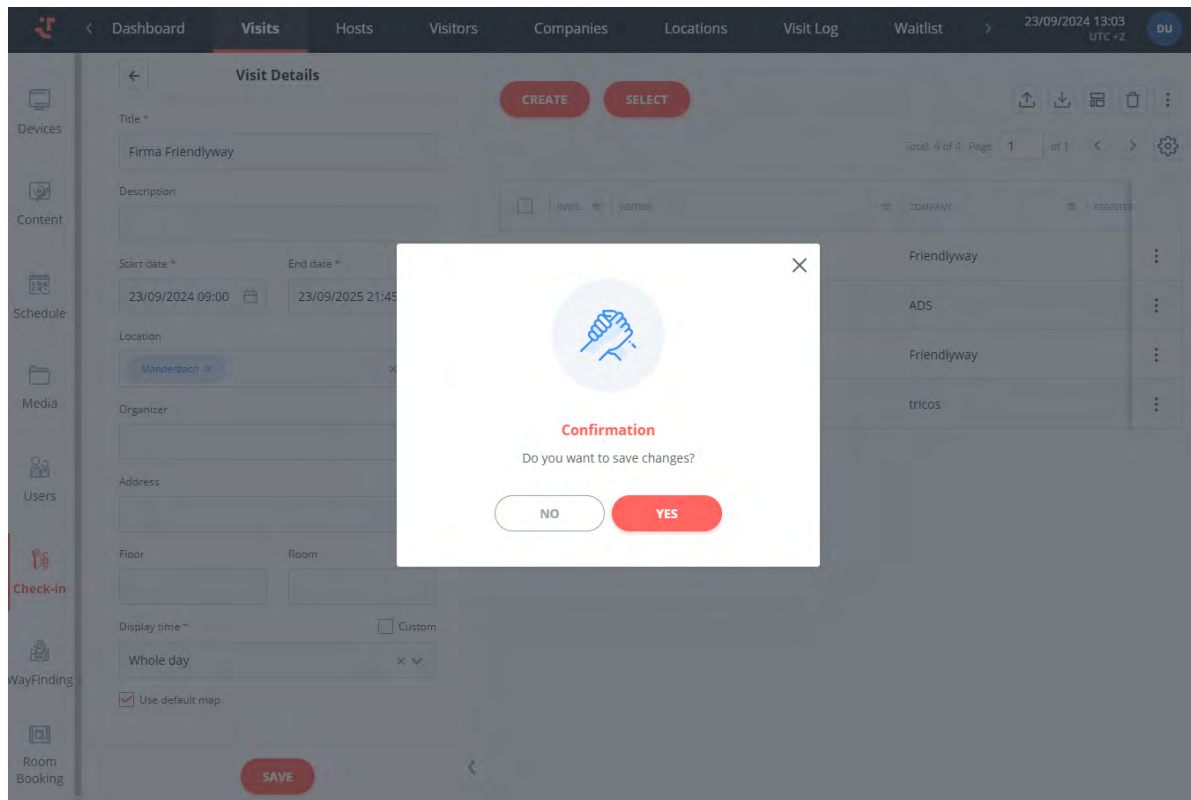 Dashboard Visits Hosts Visitors Companies Locations Visit Log Waitlist 23/09/2024 13:03
UTC +2
DU
Devices
Content
Schedule
Media
Users
Check-in
WayFinding
Room
Booking
Visit Details
Title *
Firma Friendlyway
Description
Start date * End date *
23/09/2024 09:00 23/09/2025 21:45
Location
Manderbach
Organizer
Address
Floor Room
Display time * Custom
Whole day
Use default map
SAVE
CREATE SELECT
Total: 4 of 4 Page 1 of 1
INVIT. VISITOR COMPANY REGISTER
Friendlyway
ADS
Friendlyway
tricos
Confirmation
Do you want to save changes?
NO YES